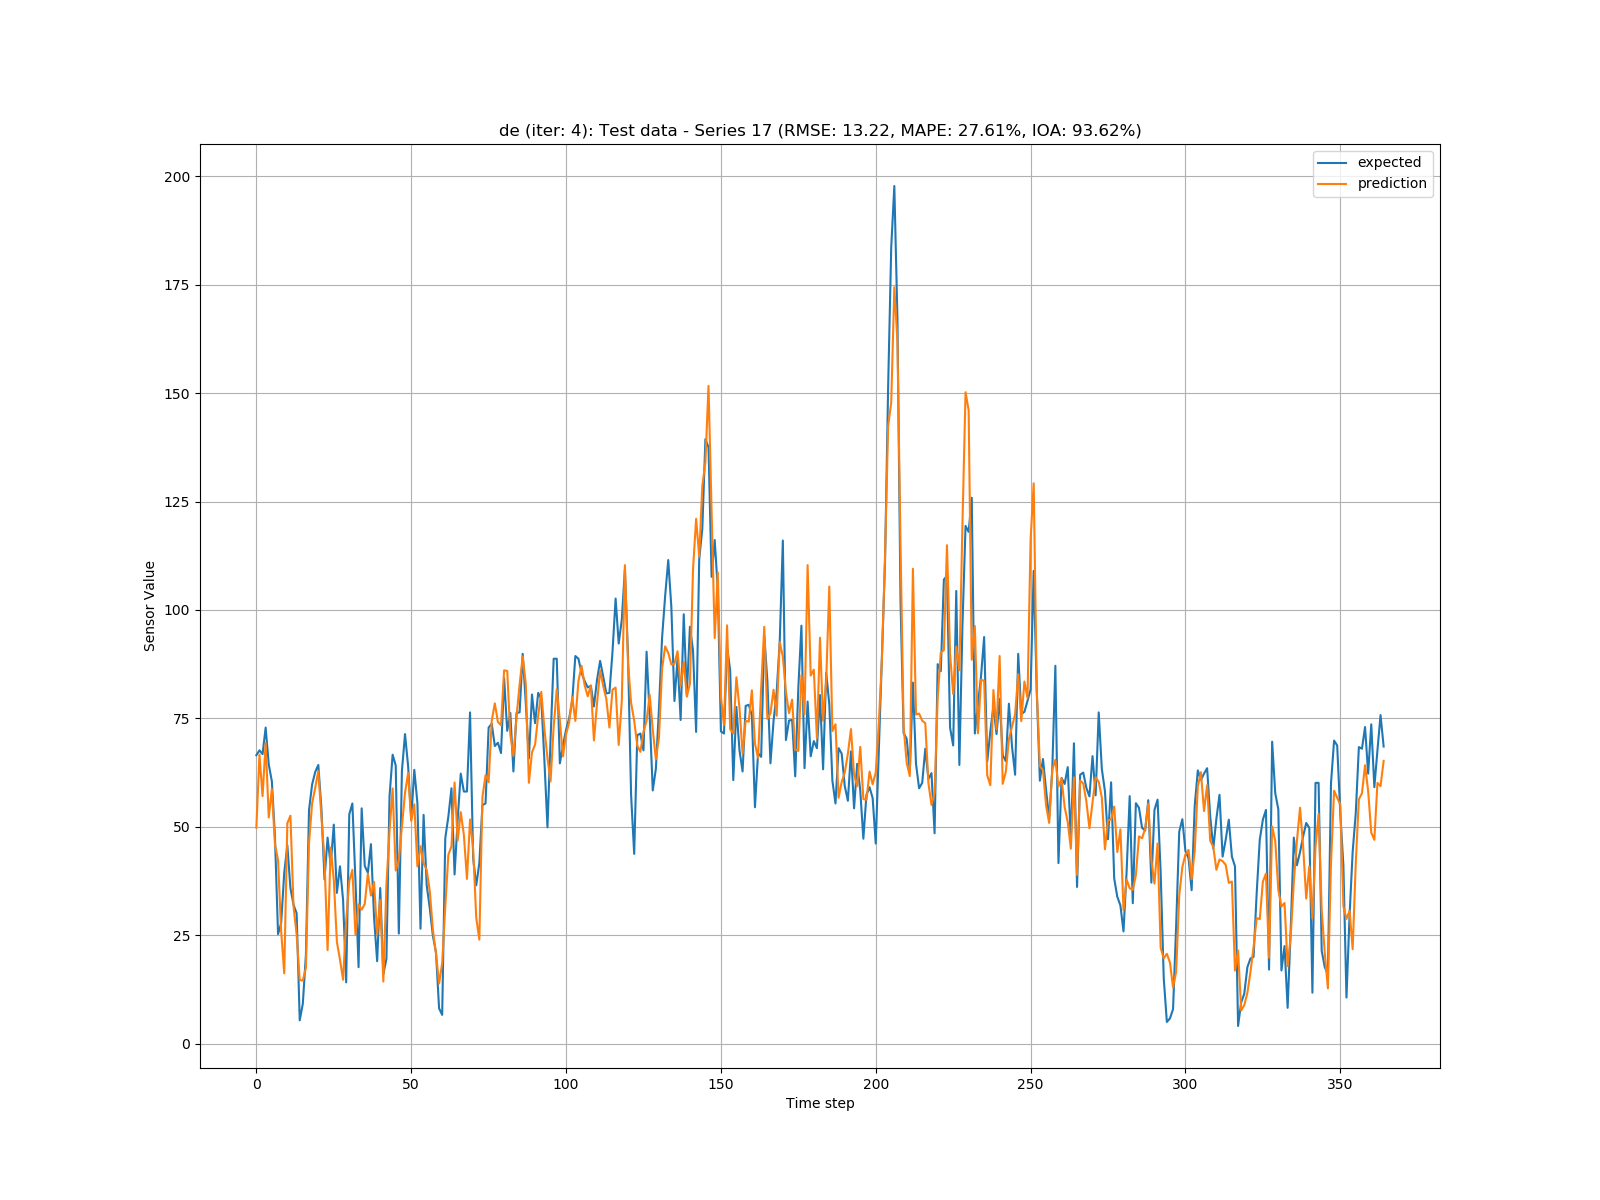 de (iter: 4): Test data - Series 17 (RMSE: 13.22, MAPE: 27.61%, IOA: 93.62%)
expected
prediction
200
175
150
125
100
75
50
25
0
Sensor Value
0 50 100 150 200 250 300 350
Time step